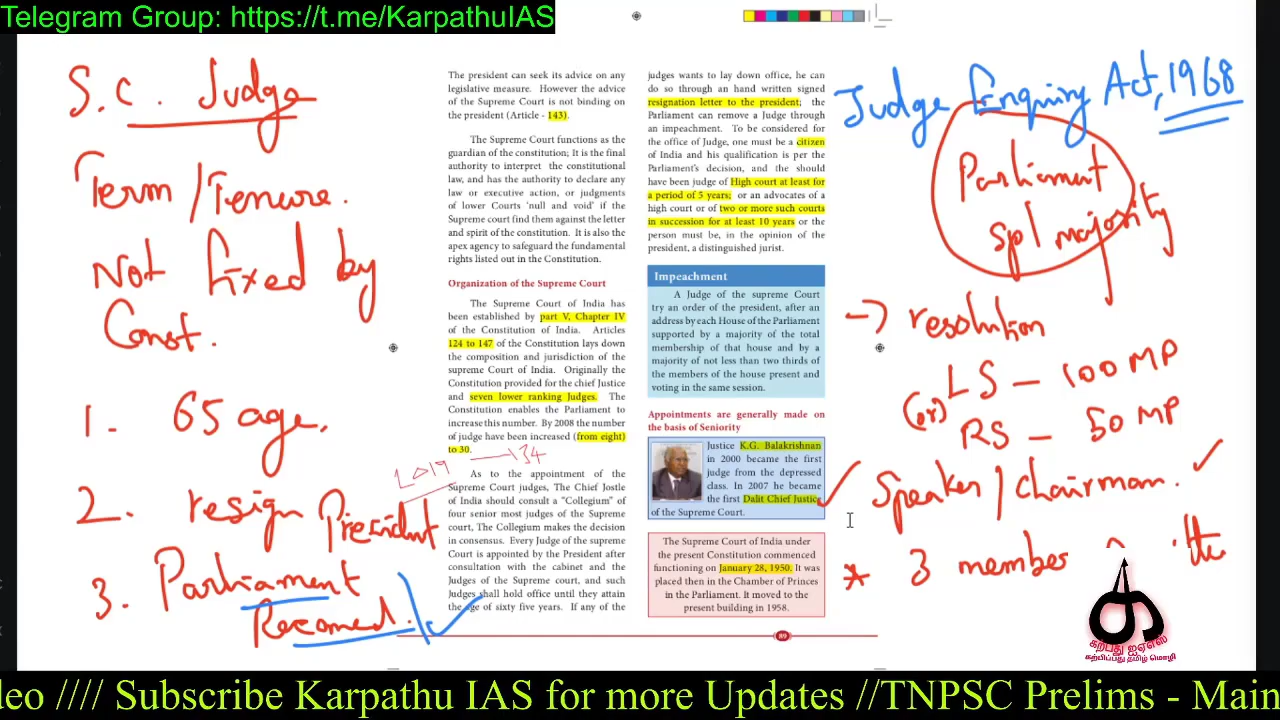 Telegram Group: https://t.me/KarpathuIAS
S.C. Judge
Term / Tenure.
Not fixed by
Const.
1. 65 age,
2. resign President
3. Parliament
Recomed.
The president can seek its advice on any
legislative measure. However the advice
of the Supreme Court is not binding on
the president (Article - 143).
The Supreme Court functions as the
guardian of the constitution; It is the final
authority to interpret the constitutional
law, and has the authority to declare any
law or executive action, or judgments
of lower Courts 'null and void' if the
Supreme court find them against the letter
and spirit of the constitution. It is also the
apex agency to safeguard the fundamental
rights listed out in the Constitution.
Organization of the Supreme Court
The Supreme Court of India has
been established by part V, Chapter IV
of the Constitution of India. Articles
124 to 147 of the Constitution lays down
the composition and jurisdiction of the
supreme Court of India. Originally the
Constitution provided for the chief Justice
and seven lower ranking Judges. The
Constitution enables the Parliament to
increase this number. By 2008 the number
of judge have been increased (from eight)
to 30.
2019 34
As to the appointment of the
Supreme Court judges, The Chief Jostle
of India should consult a "Collegium" of
four senior most judges of the Supreme
court, The Collegium makes the decision
in consensus. Every Judge of the supreme
Court is appointed by the President after
consultation with the cabinet and the
Judges of the Supreme court, and such
Judges shall hold office until they attain
the age of sixty five years. If any of the
judges wants to lay down office, he can
do so through an hand written signed
resignation letter to the president; the
Parliament can remove a Judge through
an impeachment. To be considered for
the office of Judge, one must be a citizen
of India and his qualification is per the
Parliament's decision, and the should
have been judge of High court at least for
a period of 5 years; or an advocates of a
high court or of two or more such courts
in succession for at least 10 years or the
person must be, in the opinion of the
president, a distinguished jurist.
Impeachment
A Judge of the supreme Court
try an order of the president, after an
address by each House of the Parliament
supported by a majority of the total
membership of that house and by a
majority of not less than two thirds of
the members of the house present and
voting in the same session.
Appointments are generally made on
the basis of Seniority
Justice K.G. Balakrishnan
in 2000 became the first
judge from the depressed
class. In 2007 he became
the first Dalit Chief Justice
of the Supreme Court.
The Supreme Court of India under
the present Constitution commenced
functioning on January 28, 1950. It was
placed then in the Chamber of Princes
in the Parliament. It moved to the
present building in 1958.
89
Judge Enquiry Act, 1968
Parliament
spl majority
→ resolution
LS - 100 MP
(or)
RS - 50 MP
Speaker / chairman.
* 3 member
கற்பது ஐஏஎஸ்
கற்பிப்பது தமிழ் மொழி
deo //// Subscribe Karpathu IAS for more Updates //TNPSC Prelims - Main